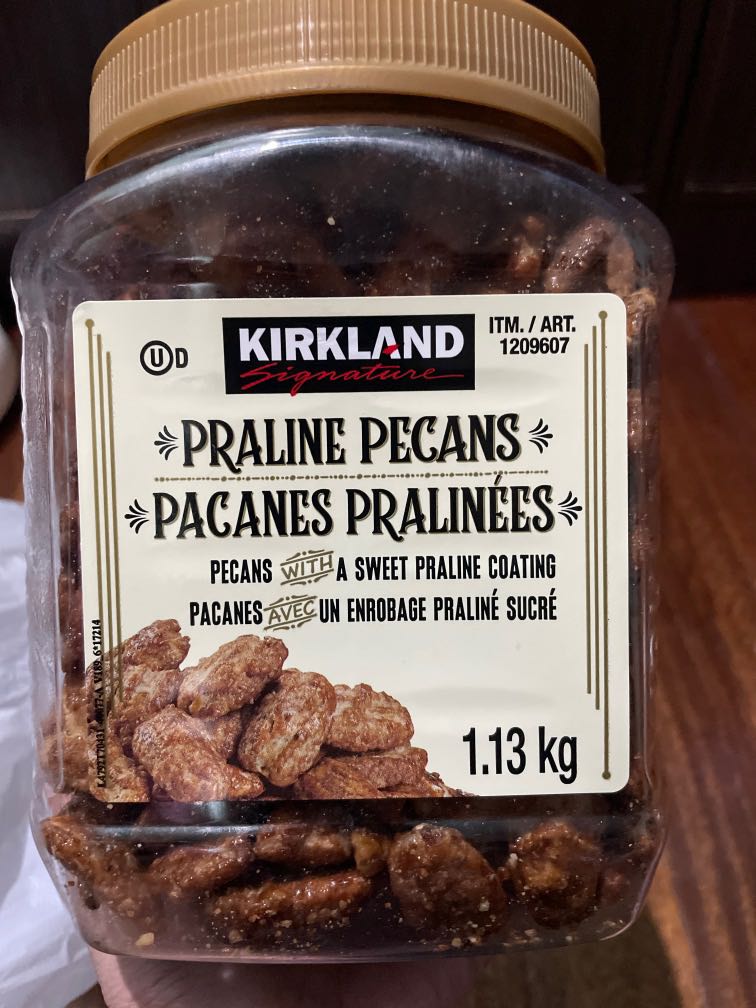 UD
KIRKLAND
Signature
ITM. / ART.
1209607
PRALINE PECANS
PACANES PRALINÉES
PECANS WITH A SWEET PRALINE COATING
PACANES AVEC UN ENROBAGE PRALINÉ SUCRÉ
1.13 kg